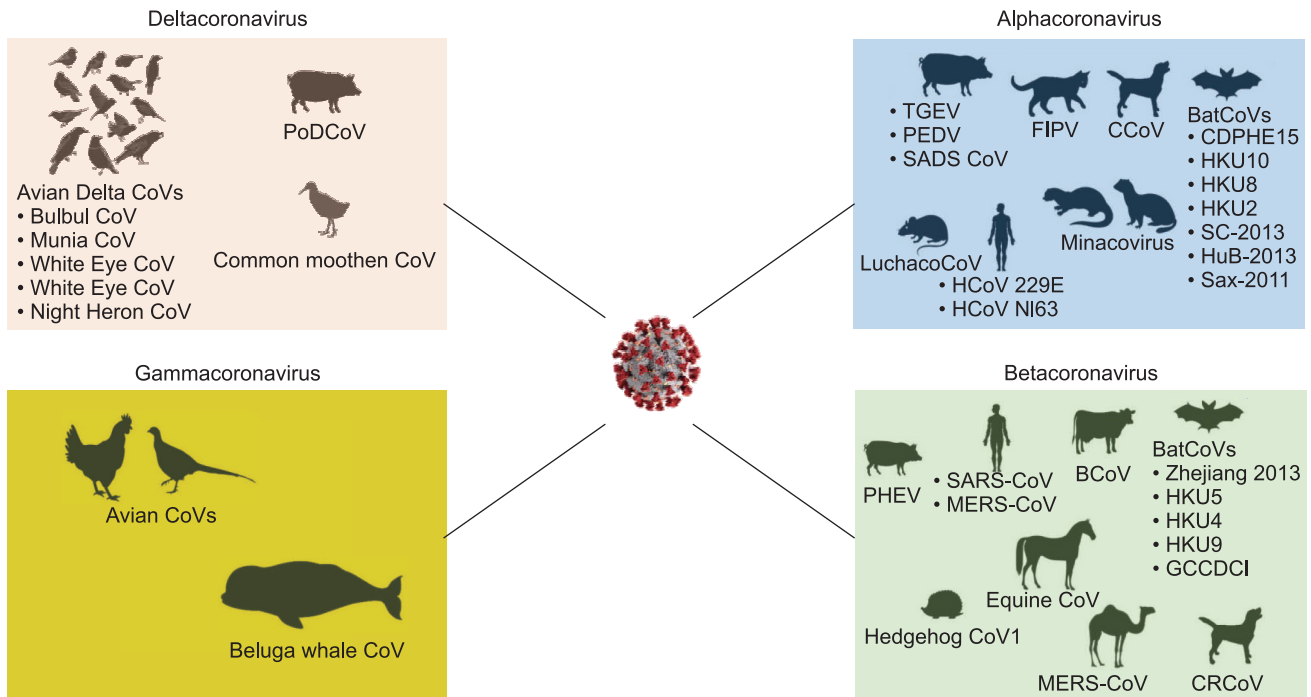 Deltacoronavirus
PoDCoV
Avian Delta CoVs
• Bulbul CoV
• Munia CoV
• White Eye CoV
• White Eye CoV
• Night Heron CoV
Common moothen CoV
Alphacoronavirus
• TGEV
• PEDV
• SADS CoV
FIPV
CCoV
BatCoVs
• CDPHE15
• HKU10
• HKU8
• HKU2
• SC-2013
• HuB-2013
• Sax-2011
LuchacoCoV
• HCoV 229E
• HCoV Nl63
Minacovirus
Gammacoronavirus
Avian CoVs
Beluga whale CoV
Betacoronavirus
PHEV
• SARS-CoV
• MERS-CoV
BCoV
BatCoVs
• Zhejiang 2013
• HKU5
• HKU4
• HKU9
• GCCDCl
Equine CoV
Hedgehog CoV1
MERS-CoV
CRCoV